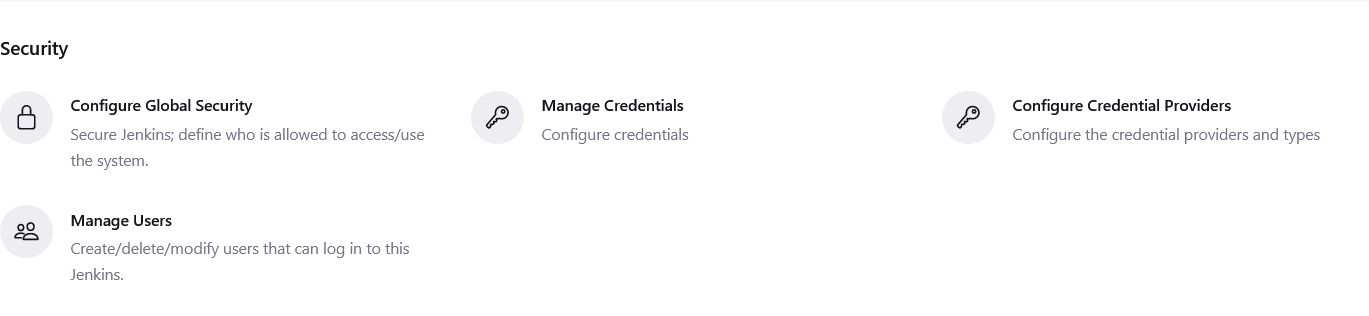 Security
Configure Global Security
Secure Jenkins; define who is allowed to access/use
the system.
Manage Credentials
Configure credentials
Configure Credential Providers
Configure the credential providers and types
Manage Users
Create/delete/modify users that can log in to this
Jenkins.